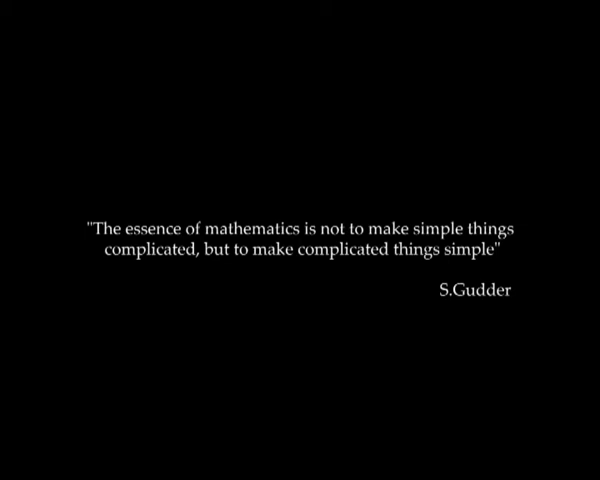 "The essence of mathematics is not to make simple things
complicated, but to make complicated things simple"
S.Gudder